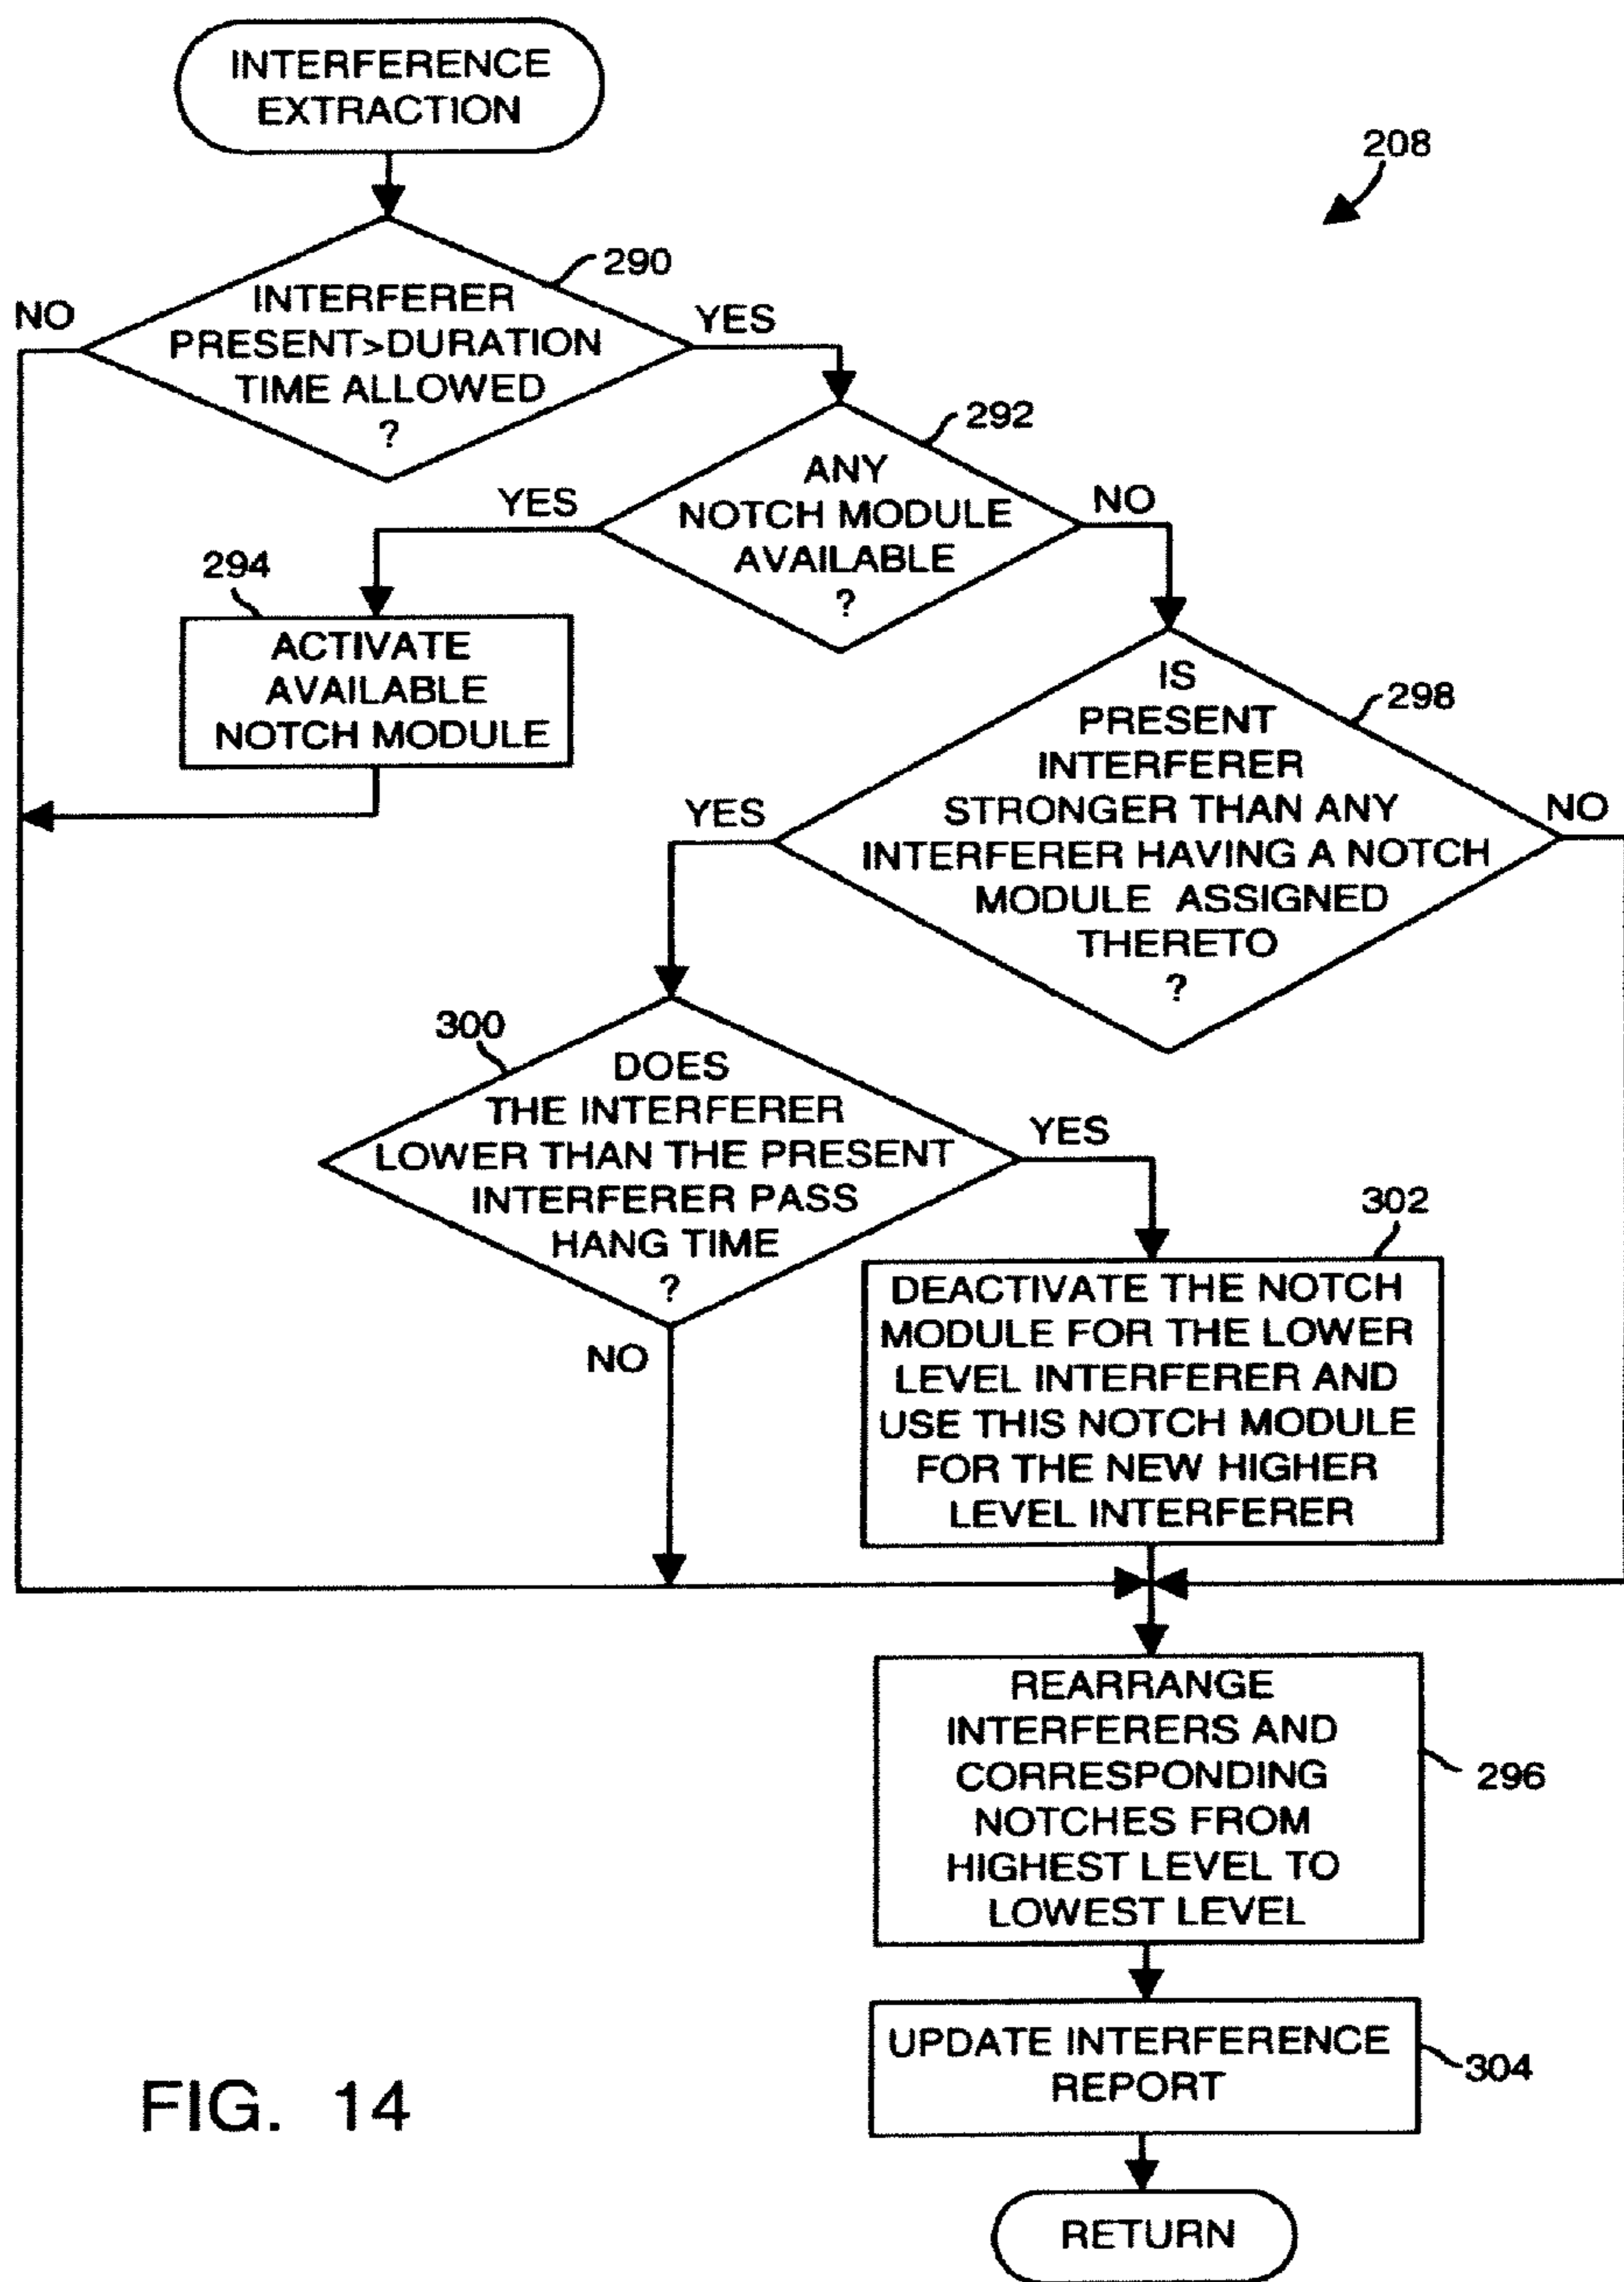 INTERFERENCE
EXTRACTION
208
290
NO
INTERFERER
PRESENT>DURATION
TIME ALLOWED
?
YES
292
ANY
NOTCH MODULE
AVAILABLE
?
YES
NO
294
ACTIVATE
AVAILABLE
NOTCH MODULE
IS
PRESENT
INTERFERER
STRONGER THAN ANY
INTERFERER HAVING A NOTCH
MODULE ASSIGNED
THERETO
?
298
YES
NO
300
DOES
THE INTERFERER
LOWER THAN THE PRESENT
INTERFERER PASS
HANG TIME
?
YES
NO
302
DEACTIVATE THE NOTCH
MODULE FOR THE LOWER
LEVEL INTERFERER AND
USE THIS NOTCH MODULE
FOR THE NEW HIGHER
LEVEL INTERFERER
REARRANGE
INTERFERERS AND
CORRESPONDING
NOTCHES FROM
HIGHEST LEVEL TO
LOWEST LEVEL
296
UPDATE INTERFERENCE
REPORT
304
RETURN
FIG. 14